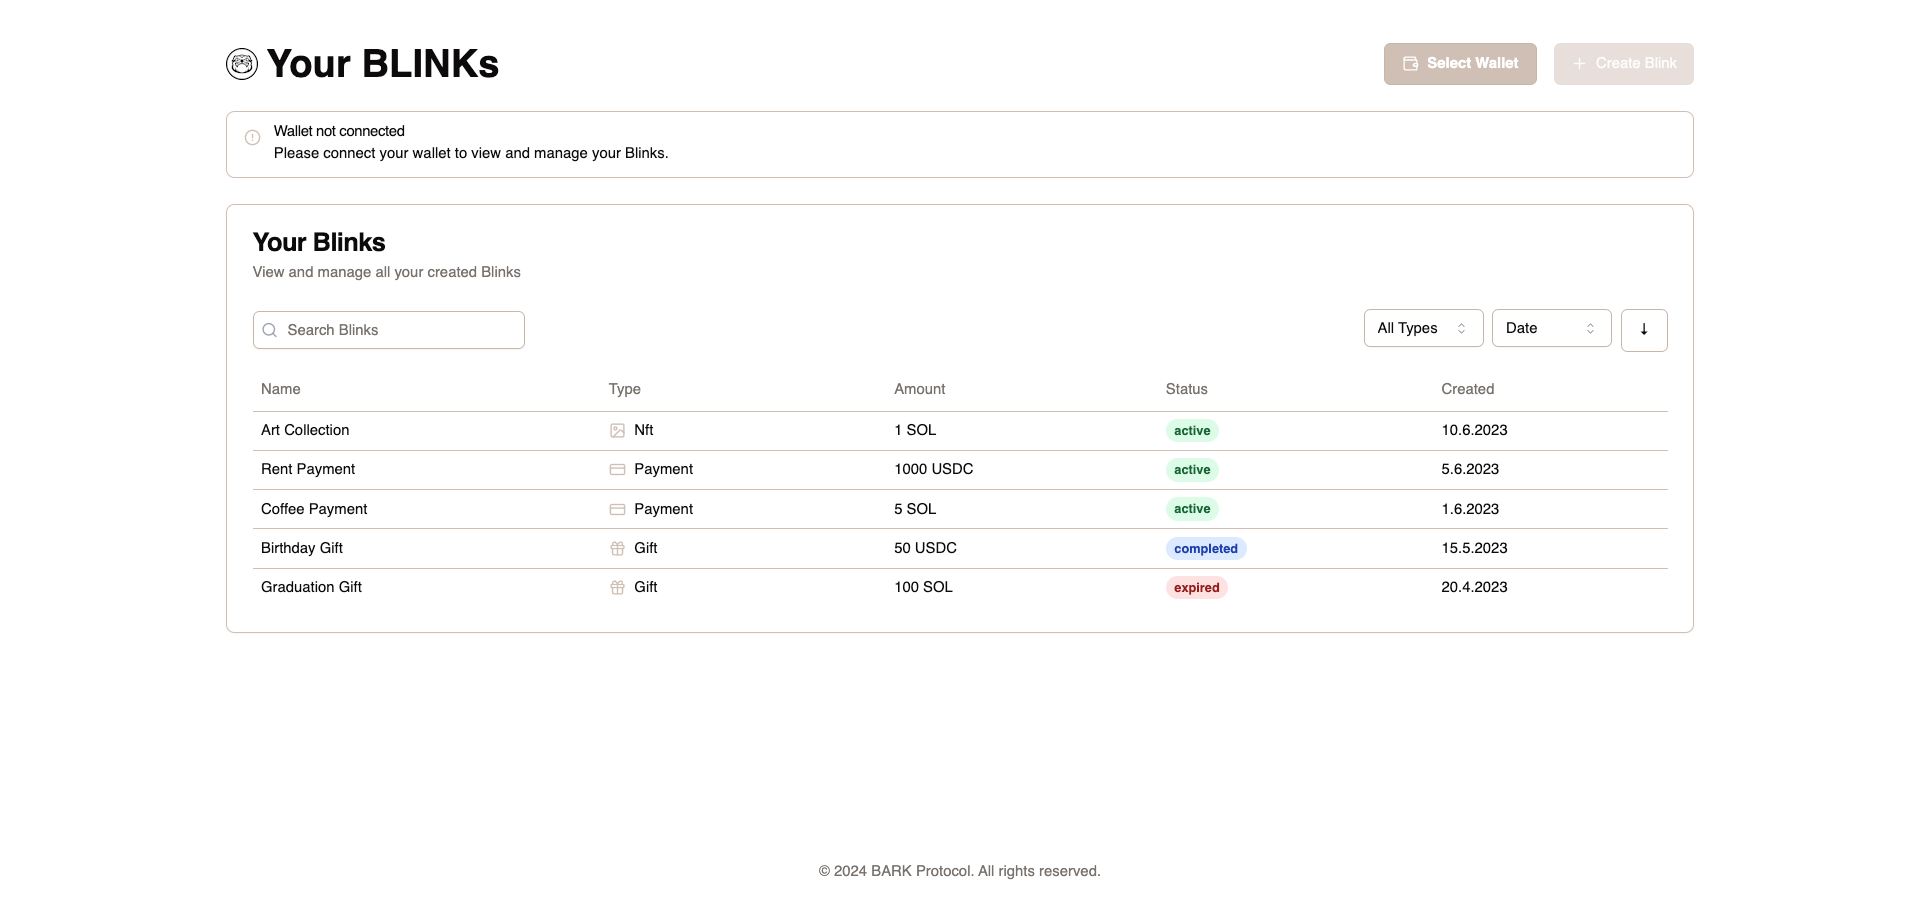 Your BLINKs
Select Wallet
Create Blink
Wallet not connected
Please connect your wallet to view and manage your Blinks.
Your Blinks
View and manage all your created Blinks
Search Blinks
All Types
Date
Name Type Amount Status Created
Art Collection Nft 1 SOL active 10.6.2023
Rent Payment Payment 1000 USDC active 5.6.2023
Coffee Payment Payment 5 SOL active 1.6.2023
Birthday Gift Gift 50 USDC completed 15.5.2023
Graduation Gift Gift 100 SOL expired 20.4.2023
© 2024 BARK Protocol. All rights reserved.